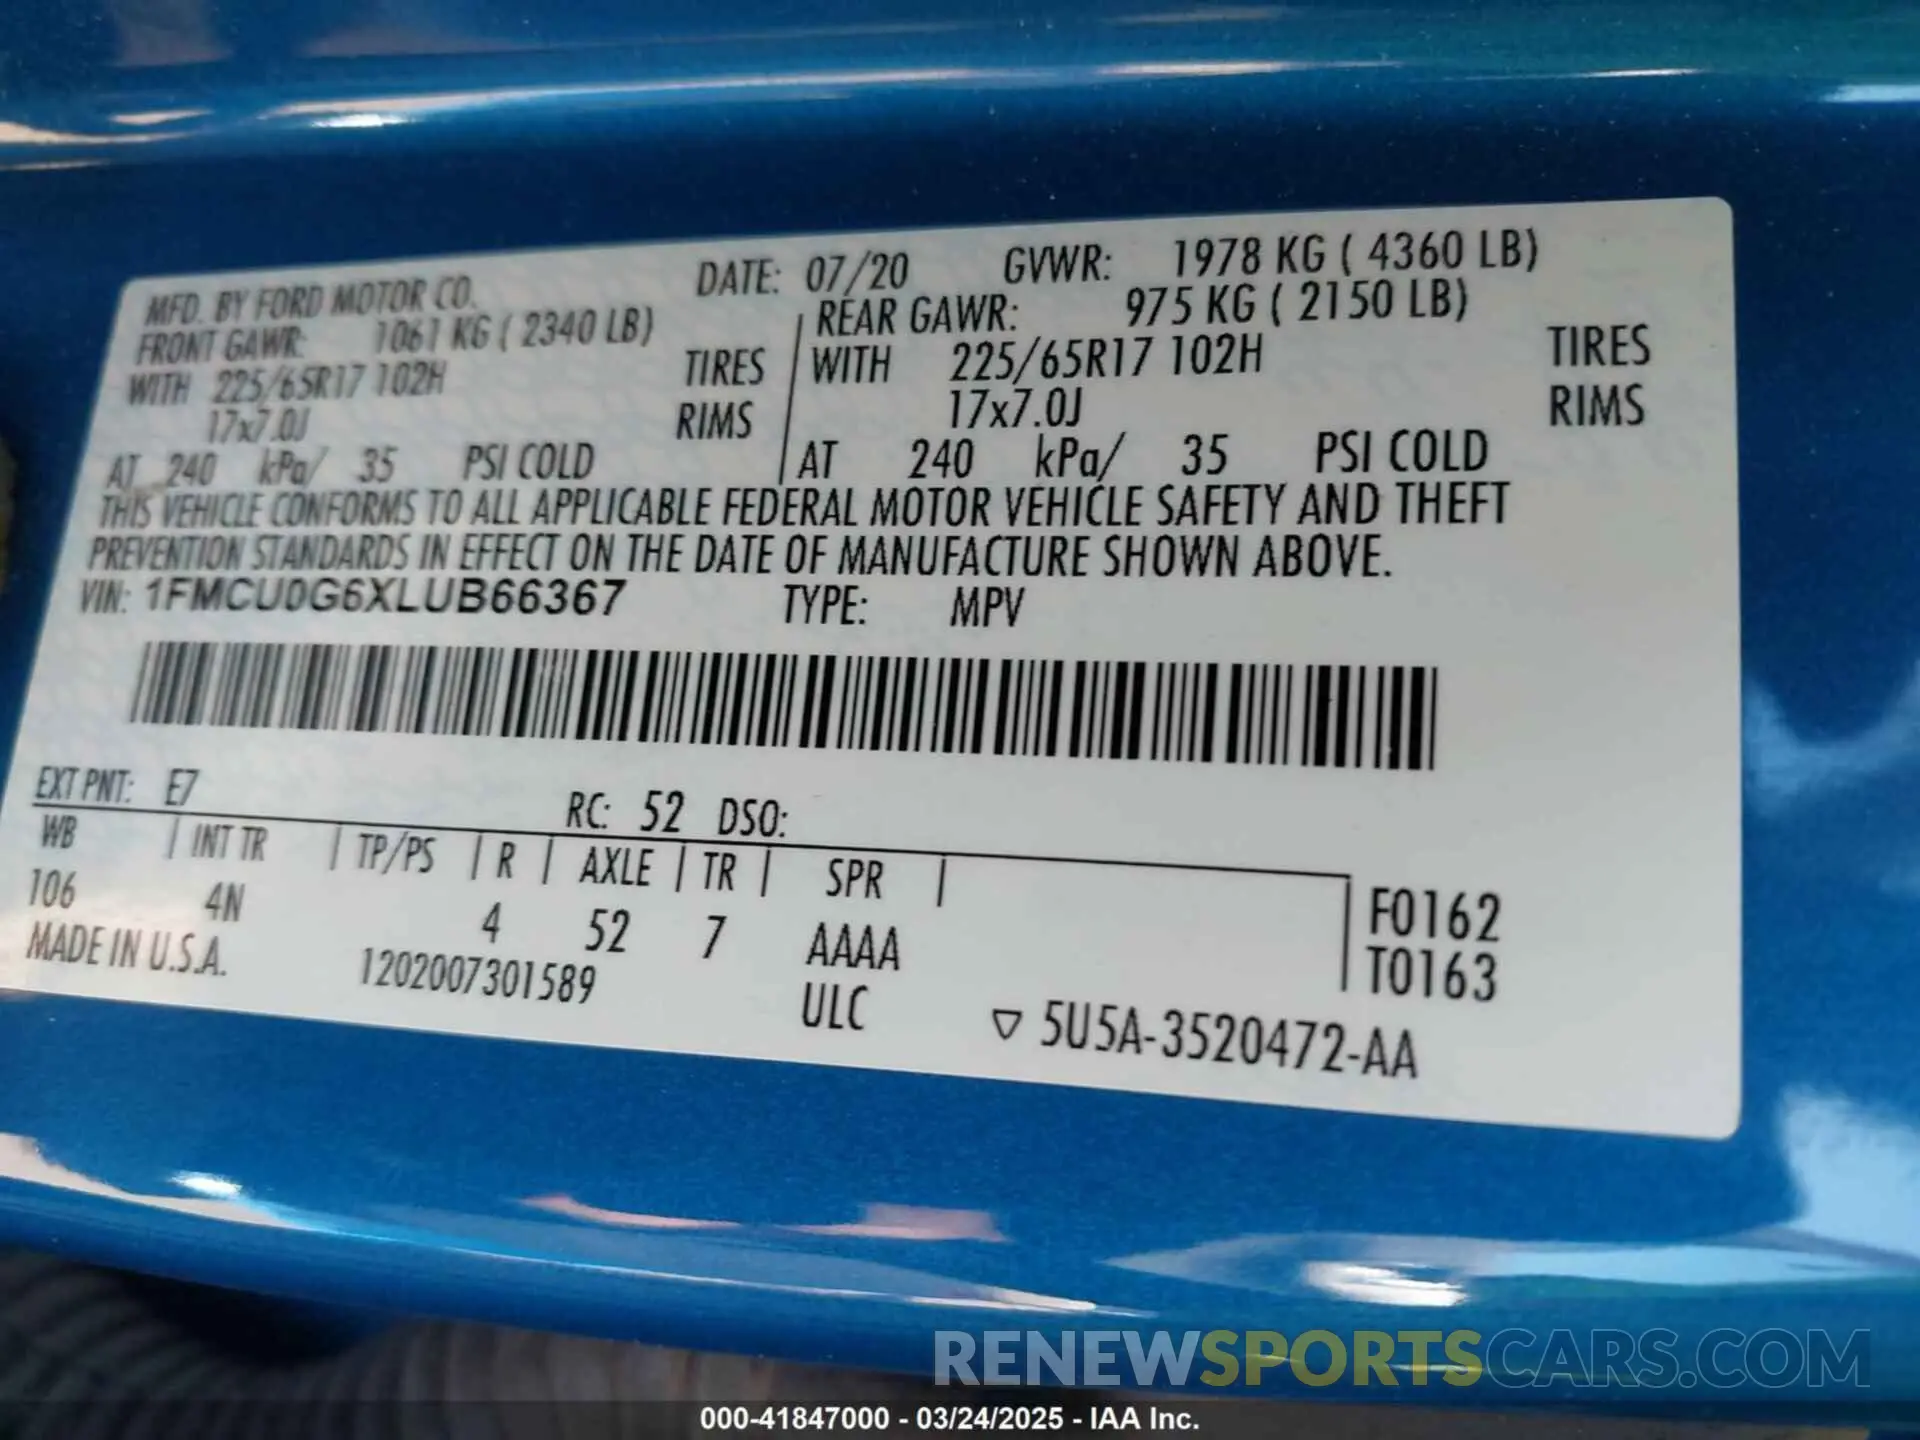 MFD. BY FORD MOTOR CO. DATE: 07/20 GVWR: 1978 KG ( 4360 LB)
FRONT GAWR: 1061 KG ( 2340 LB) REAR GAWR: 975 KG ( 2150 LB)
WITH 225/65R17 102H TIRES WITH 225/65R17 102H TIRES
17x7.0J RIMS 17x7.0J RIMS
AT 240 kPa/ 35 PSI COLD AT 240 kPa/ 35 PSI COLD
THIS VEHICLE CONFORMS TO ALL APPLICABLE FEDERAL MOTOR VEHICLE SAFETY AND THEFT
PREVENTION STANDARDS IN EFFECT ON THE DATE OF MANUFACTURE SHOWN ABOVE.
VIN: 1FMCU0G6XLUB66367 TYPE: MPV
EXT PNT: E7 RC: 52 DSO:
WB | INT TR | TP/PS | R | AXLE | TR | SPR |
106 4N 4 52 7 AAAA F0162
MADE IN U.S.A. 1202007301589 ULC T0163
▽ 5U5A-3520472-AA
RENEWSPORTSCARS.COM
000-41847000 - 03/24/2025 - IAA Inc.